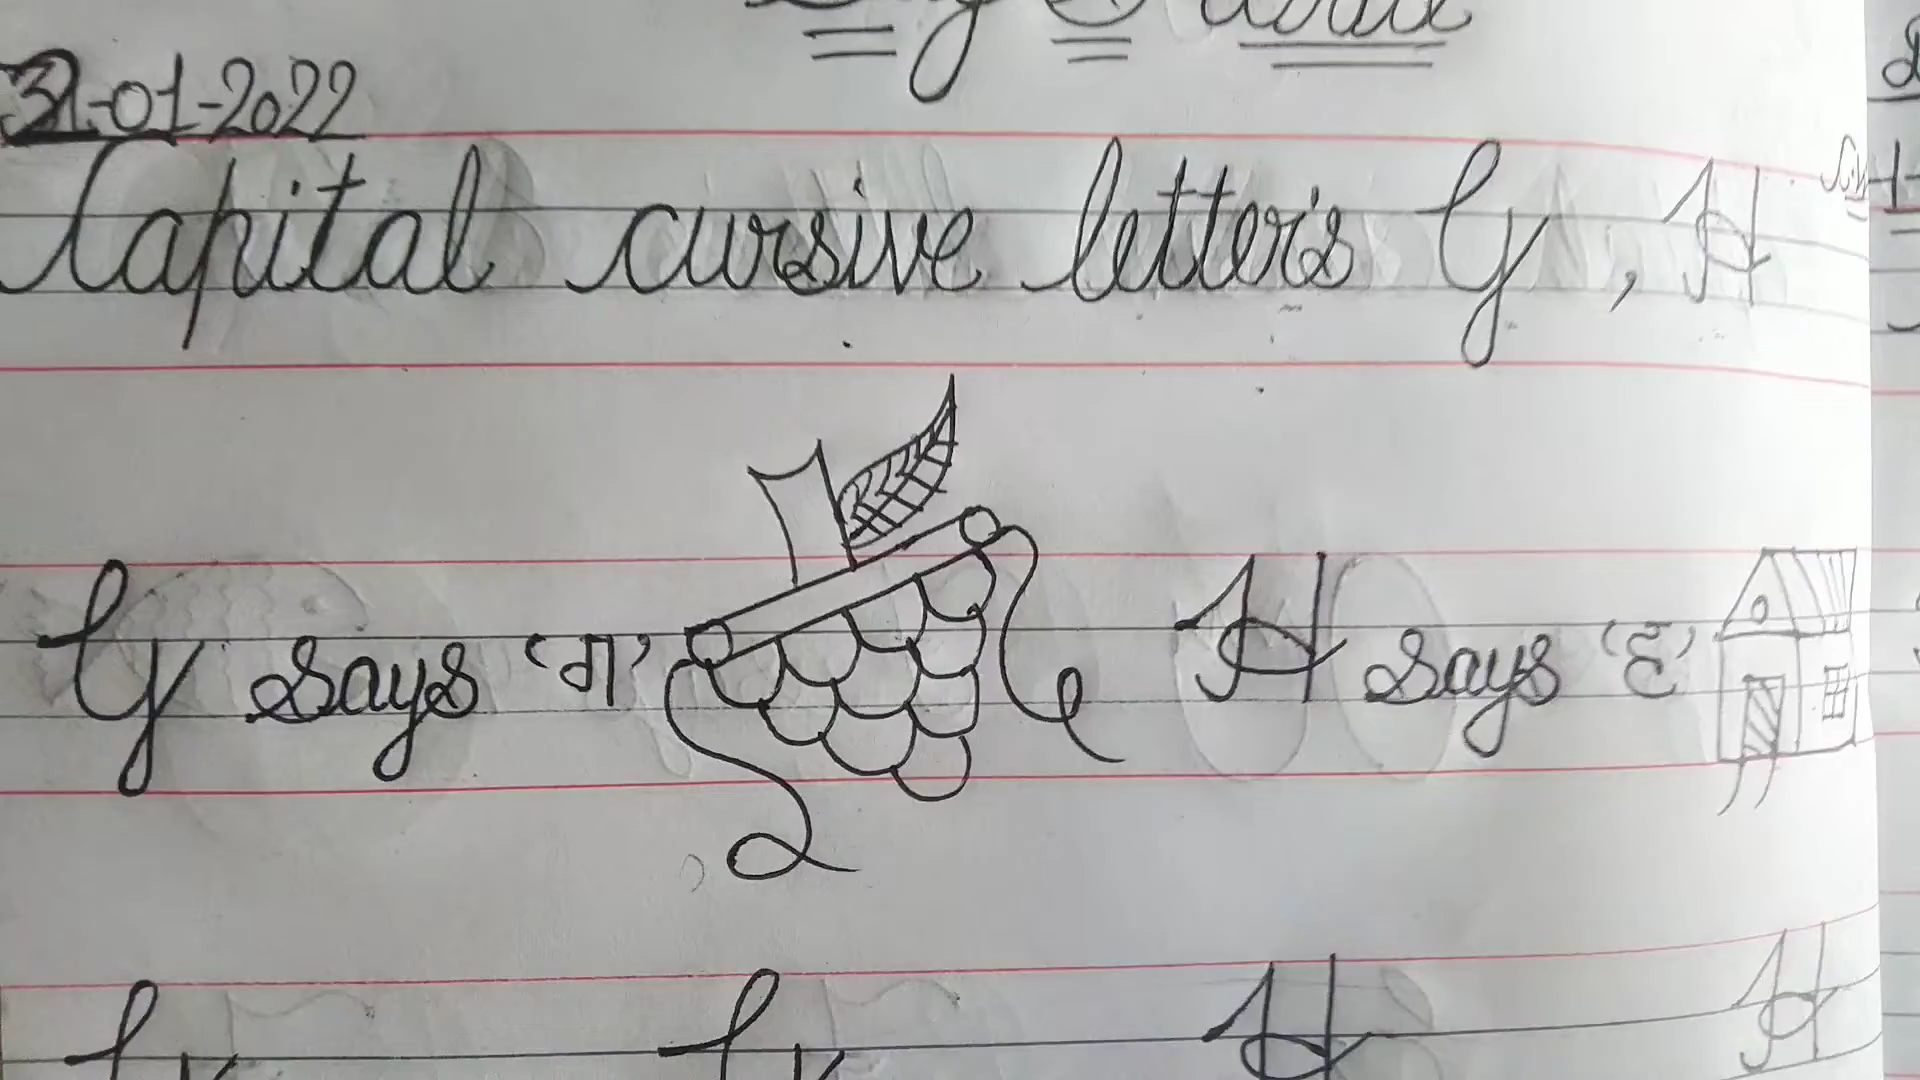 31-01-2022
Capital cursive letters G, H
G says 'ग' H says 'ह'
G G H H